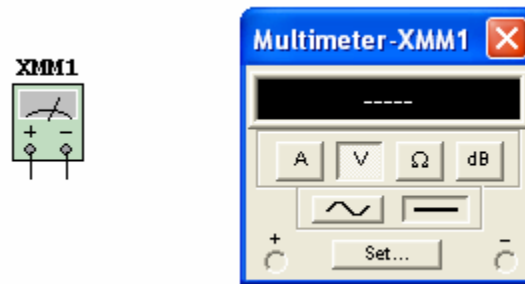 Multimeter-XMM1
XMM1
-----
+ −
A V Ω dB
+ −
Set...